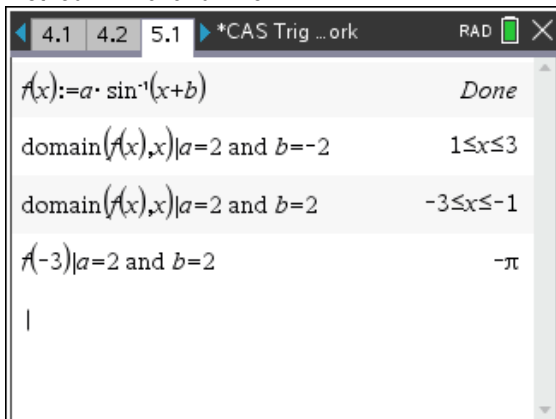 4.1 4.2 5.1 *CAS Trig ...ork RAD
f(x):=a· sin⁻¹(x+b) Done
domain(f(x),x)|a=2 and b=-2 1≤x≤3
domain(f(x),x)|a=2 and b=2 -3≤x≤-1
f(-3)|a=2 and b=2 -π